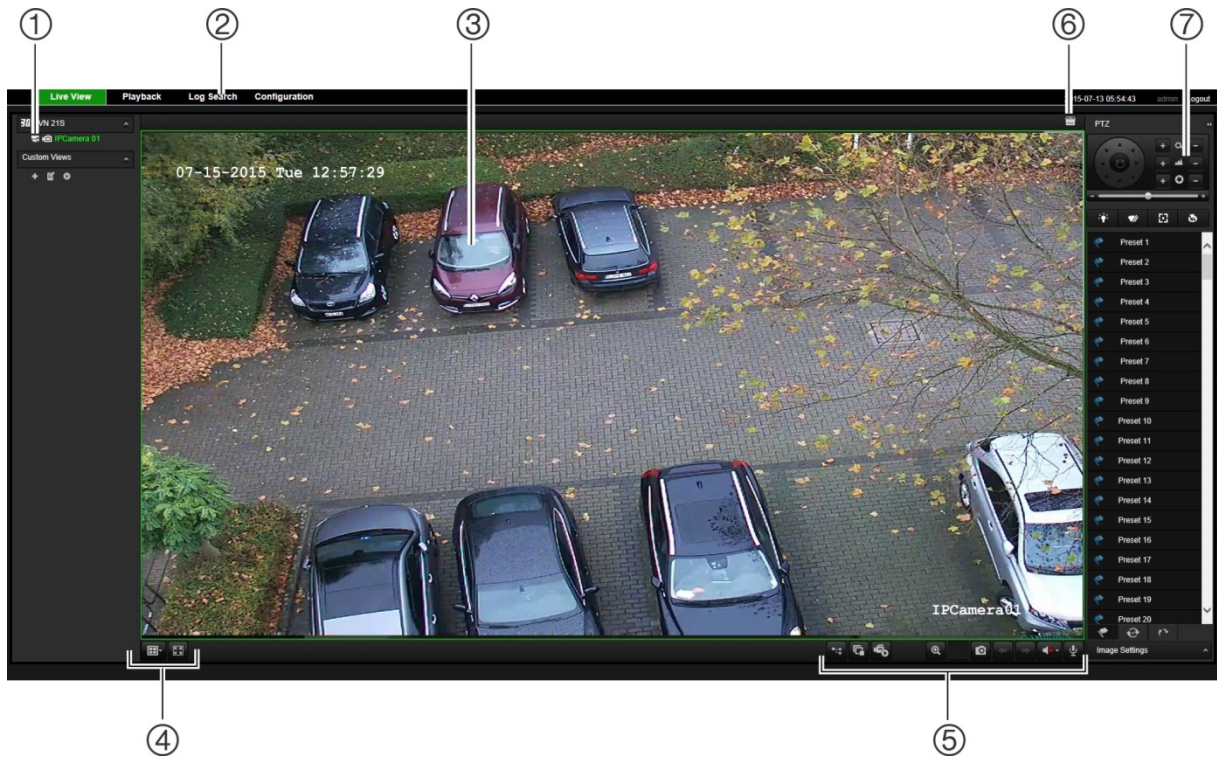 ① ② ③ ⑥ ⑦
Live View Playback Log Search Configuration
15-07-13 05:54:43 admin Logout
VN 21S
IPCamera 01
Custom Views
07-15-2015 Tue 12:57:29
IPCamera01
PTZ
Preset 1
Preset 2
Preset 3
Preset 4
Preset 5
Preset 6
Preset 7
Preset 8
Preset 9
Preset 10
Preset 11
Preset 12
Preset 13
Preset 14
Preset 15
Preset 16
Preset 17
Preset 18
Preset 19
Preset 20
Image Settings
④ ⑤